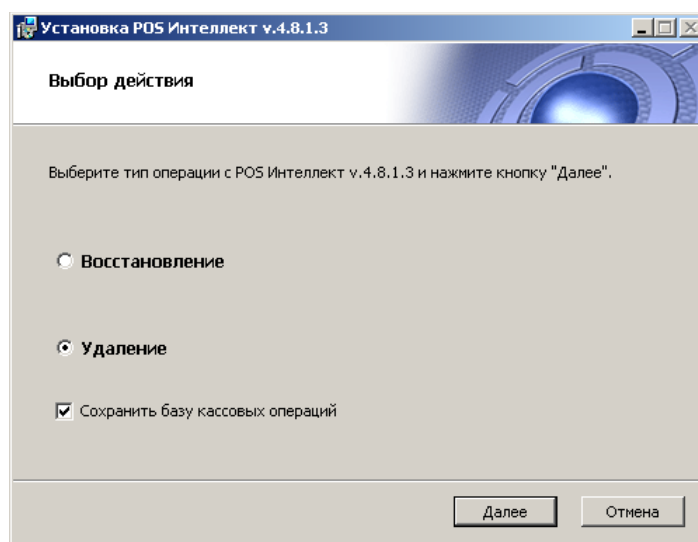 Установка POS Интеллект v.4.8.1.3
Выбор действия
Выберите тип операции с POS Интеллект v.4.8.1.3 и нажмите кнопку "Далее".
Восстановление
Удаление
Сохранить базу кассовых операций
Далее
Отмена